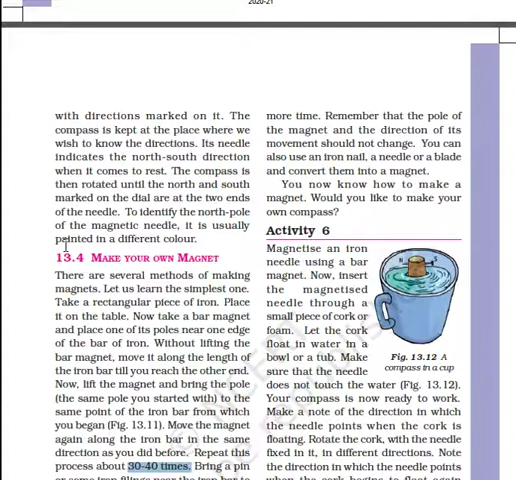 2020-21
with directions marked on it. The
compass is kept at the place where we
wish to know the directions. Its needle
indicates the north-south direction
when it comes to rest. The compass is
then rotated until the north and south
marked on the dial are at the two ends
of the needle. To identify the north-pole
of the magnetic needle, it is usually
painted in a different colour.
13.4 MAKE YOUR OWN MAGNET
There are several methods of making
magnets. Let us learn the simplest one.
Take a rectangular piece of iron. Place
it on the table. Now take a bar magnet
and place one of its poles near one edge
of the bar of iron. Without lifting the
bar magnet, move it along the length of
the iron bar till you reach the other end.
Now, lift the magnet and bring the pole
(the same pole you started with) to the
same point of the iron bar from which
you began (Fig. 13.11). Move the magnet
again along the iron bar in the same
direction as you did before. Repeat this
process about 30-40 times. Bring a pin
or some iron filings near the iron bar to
more time. Remember that the pole of
the magnet and the direction of its
movement should not change. You can
also use an iron nail, a needle or a blade
and convert them into a magnet.
You now know how to make a
magnet. Would you like to make your
own compass?
Activity 6
Magnetise an iron
needle using a bar
magnet. Now, insert
the magnetised
needle through a
small piece of cork or
foam. Let the cork
float in water in a
bowl or a tub. Make
sure that the needle
does not touch the water (Fig. 13.12).
Your compass is now ready to work.
Make a note of the direction in which
the needle points when the cork is
floating. Rotate the cork, with the needle
fixed in it, in different directions. Note
the direction in which the needle points
when the cork begins to float again
N S
Fig. 13.12 A
compass in a cup